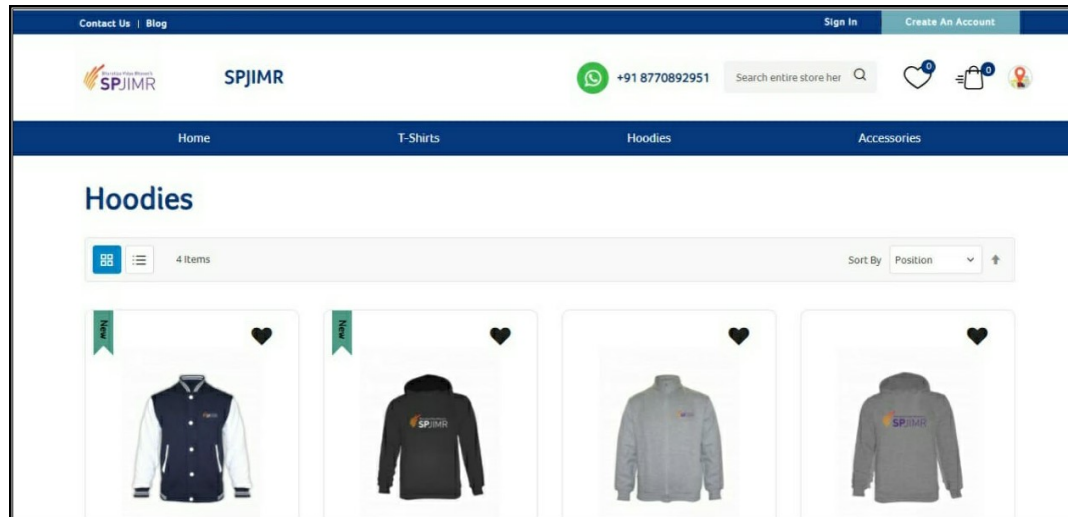 Contact Us | Blog
Sign In
Create An Account
SPJIMR
SPJIMR
+91 8770892951
Search entire store her
0
0
Home
T-Shirts
Hoodies
Accessories
Hoodies
4 Items
Sort By
Position
New
New
SPJIMR
SPJIMR